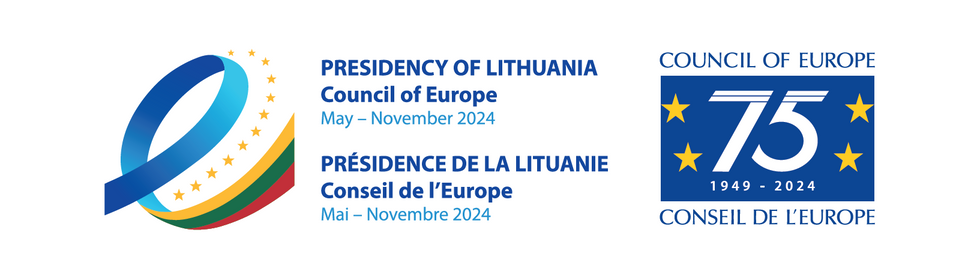 PRESIDENCY OF LITHUANIA
Council of Europe
May – November 2024
PRÉSIDENCE DE LA LITUANIE
Conseil de l’Europe
Mai – Novembre 2024
COUNCIL OF EUROPE
75
1949 - 2024
CONSEIL DE L’EUROPE